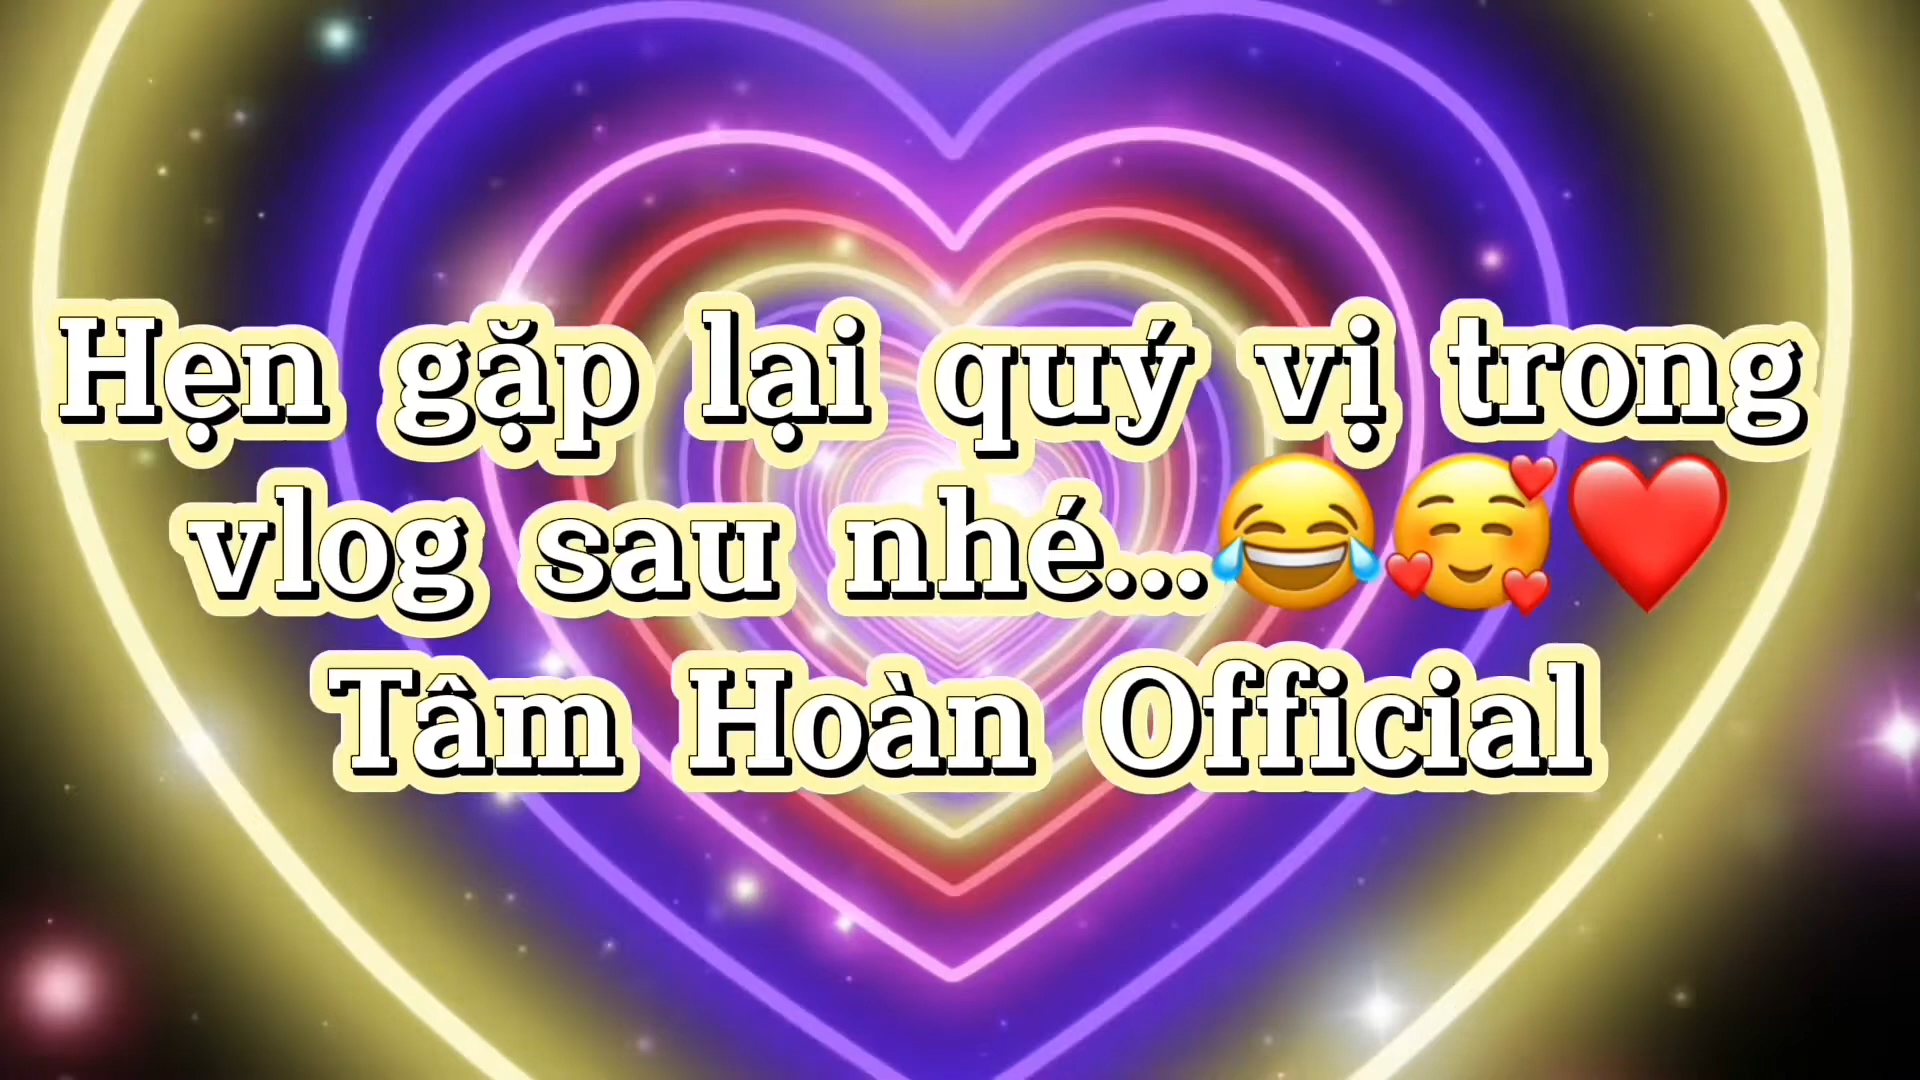 Hẹn gặp lại quý vị trong
vlog sau nhé...😂🥰❤️
Tâm Hoàn Official